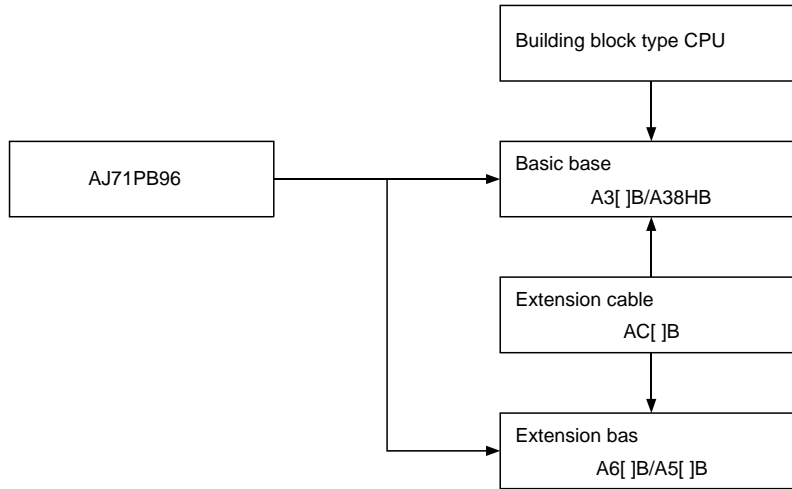 Building block type CPU
AJ71PB96
Basic base
A3[ ]B/A38HB
Extension cable
AC[ ]B
Extension bas
A6[ ]B/A5[ ]B